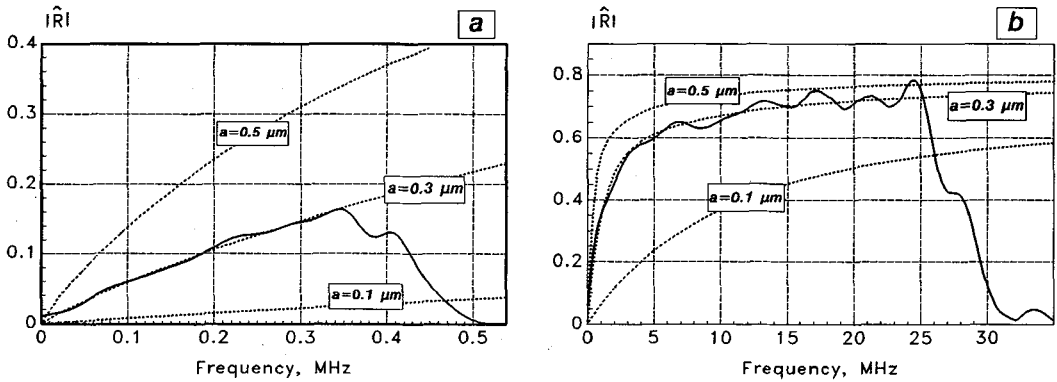 |R̂|
a
0.4
0.3
0.2
0.1
0
a=0.5 μm
a=0.3 μm
a=0.1 μm
0 0.1 0.2 0.3 0.4 0.5
Frequency, MHz
|R̂|
b
0.8
0.6
0.4
0.2
0
a=0.5 μm
a=0.3 μm
a=0.1 μm
0 5 10 15 20 25 30
Frequency, MHz